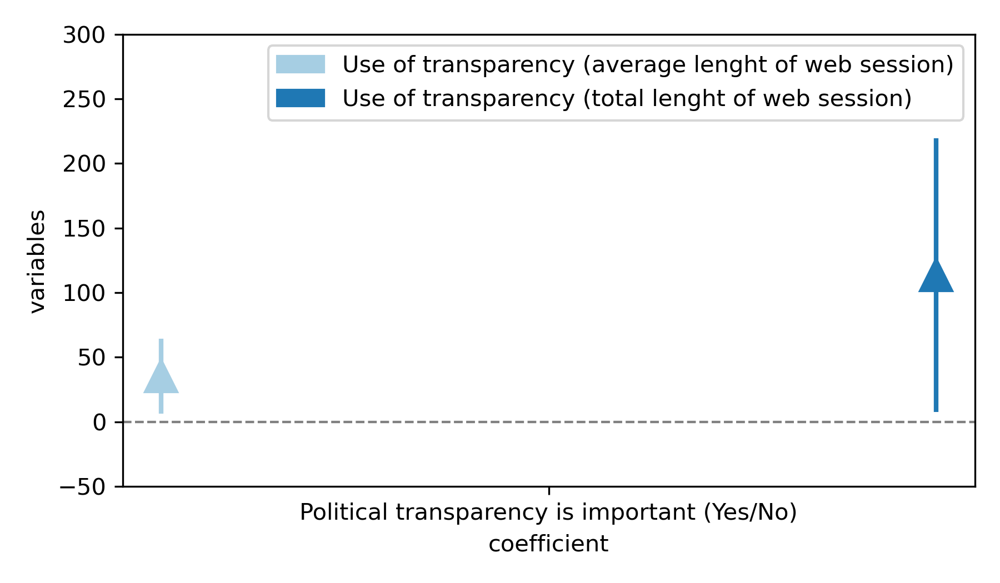 300
250
200
150
100
50
0
−50
variables
Use of transparency (average lenght of web session)
Use of transparency (total lenght of web session)
Political transparency is important (Yes/No)
coefficient